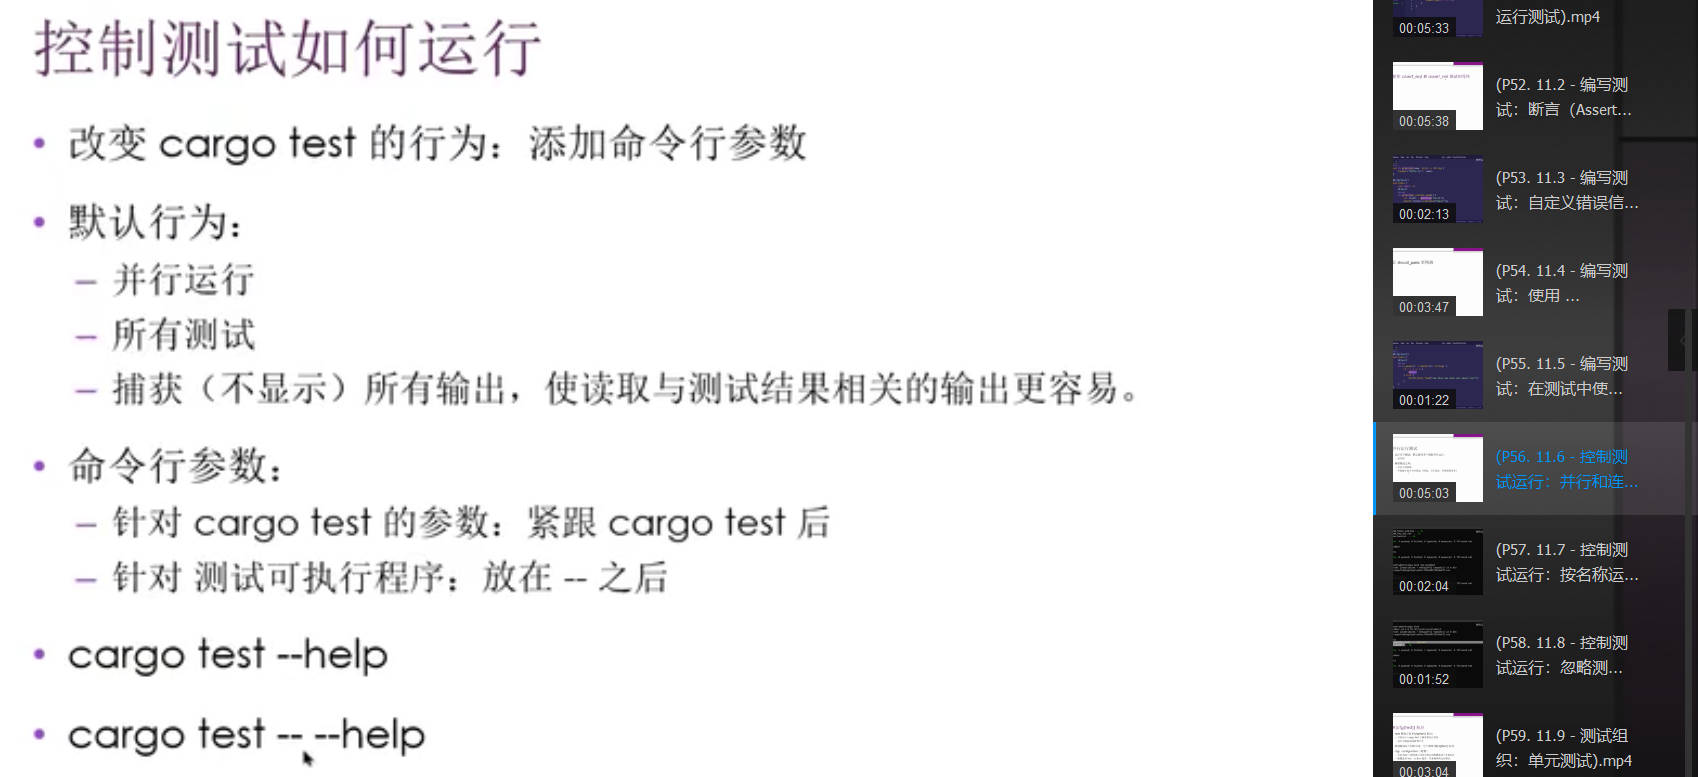 控制测试如何运行
• 改变 cargo test 的行为：添加命令行参数
• 默认行为：
– 并行运行
– 所有测试
– 捕获（不显示）所有输出，使读取与测试结果相关的输出更容易。
• 命令行参数：
– 针对 cargo test 的参数：紧跟 cargo test 后
– 针对 测试可执行程序：放在 -- 之后
• cargo test --help
• cargo test -- --help
运行测试).mp4
00:05:33
(P52. 11.2 - 编写测
试：断言（Assert...
00:05:38
(P53. 11.3 - 编写测
试：自定义错误信...
00:02:13
(P54. 11.4 - 编写测
试：使用 ...
00:03:47
(P55. 11.5 - 编写测
试：在测试中使...
00:01:22
(P56. 11.6 - 控制测
试运行：并行和连...
00:05:03
(P57. 11.7 - 控制测
试运行：按名称运...
00:02:04
(P58. 11.8 - 控制测
试运行：忽略测...
00:01:52
(P59. 11.9 - 测试组
织：单元测试).mp4
00:03:04